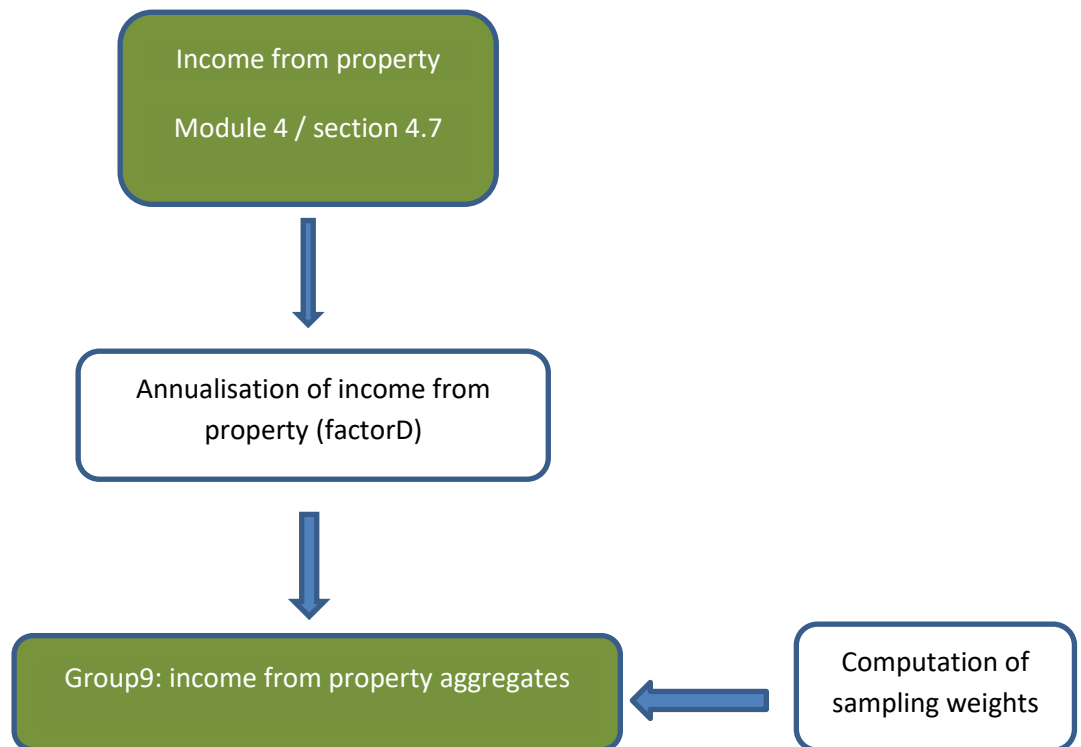 Income from property
Module 4 / section 4.7
Annualisation of income from
property (factorD)
Group9: income from property aggregates
Computation of
sampling weights